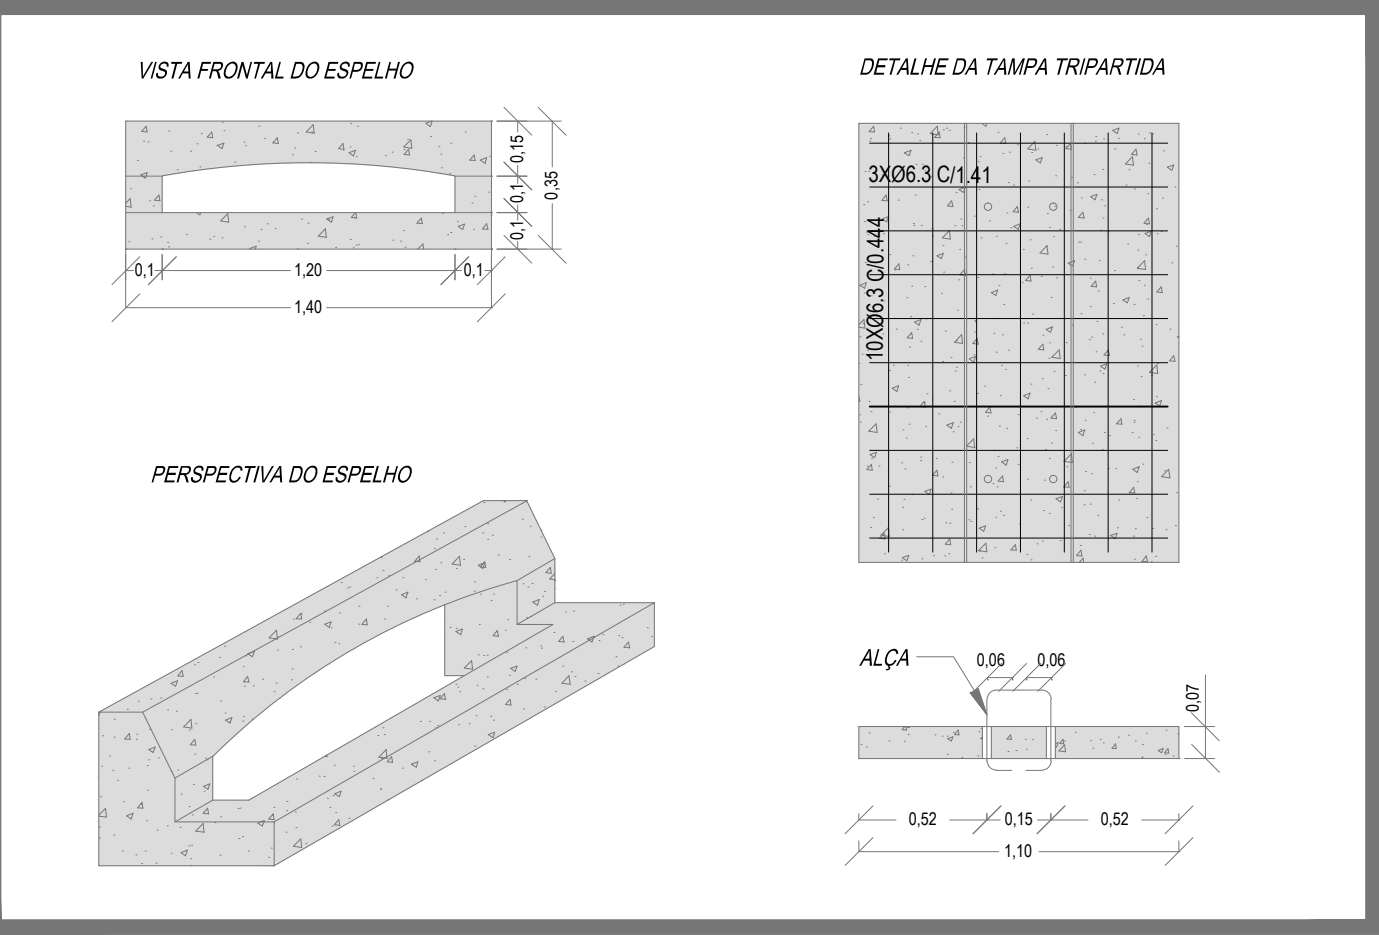 VISTA FRONTAL DO ESPELHO
0,15
0,1
0,1
0,35
0,1
1,20
0,1
1,40
PERSPECTIVA DO ESPELHO
DETALHE DA TAMPA TRIPARTIDA
3XØ6.3 C/1.41
10XØ6.3 C/0.444
ALÇA
0,06
0,06
0,07
0,52
0,15
0,52
1,10